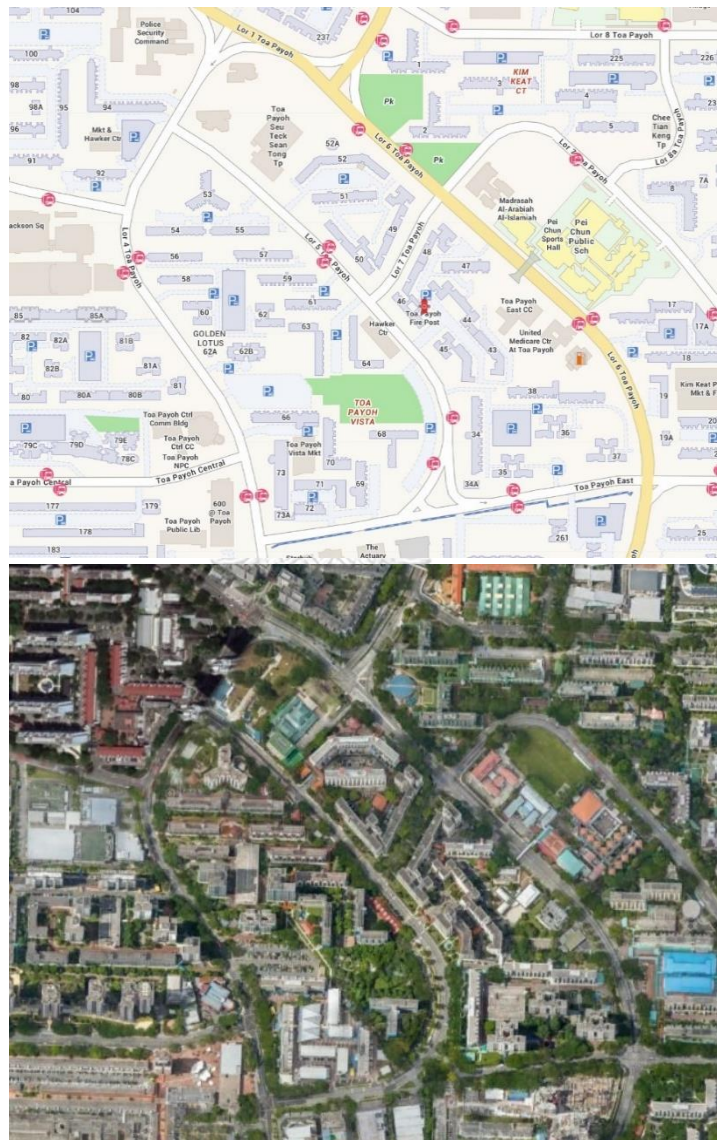 104
237
Police
Security
Command
100
Lor 1 Toa Payoh
Lor 8 Toa Payoh
1
KIM
KEAT
CT
3
225
226
98
98A
95
94
Pk
4
Chee
Tian
Keng
Tp
96
Mkt &
Hawker Ctr
Toa
Payoh
Seu
Teck
Sean
Tong
Tp
52A
2
5
Lor 8a Toa Payoh
91
92
52
Lor 6 Toa Payoh
Pk
7A
8
53
51
Madrasah
Al-Arabiah
Al-Islamiah
49
48
Pei
Chun
Sports
Hall
Pei
Chun
Public
Sch
54
55
Lor 7 Toa Payoh
50
47
56
57
Lor 4 Toa Payoh
58
59
46
Toa Payoh
Fire Post
Toa Payoh
East CC
17
17A
85
85A
60
62
61
44
GOLDEN
LOTUS
62A
62B
63
Hawker
Ctr
45
43
United
Medicare Ctr
At Toa Payoh
82
82A
81B
64
18
82B
81A
Lor 6 Toa Payoh
80
80A
80B
81
TOA
PAYOH
VISTA
38
19
Kim Keat P
Mkt & F
Toa Payoh Ctrl
Comm Bldg
66
68
34
36
20
79C
79D
79E
78C
Toa Payoh
Ctrl CC
Toa Payoh
NPC
Toa Payoh
Vista Mkt
70
37
19A
73
71
69
35
a Payoh Central
Toa Payoh Central
34A
Toa Payoh East
177
179
600
@ Toa
Payoh
73A
72
178
Toa Payoh
Public Lib
261
25
183
The
Actuary